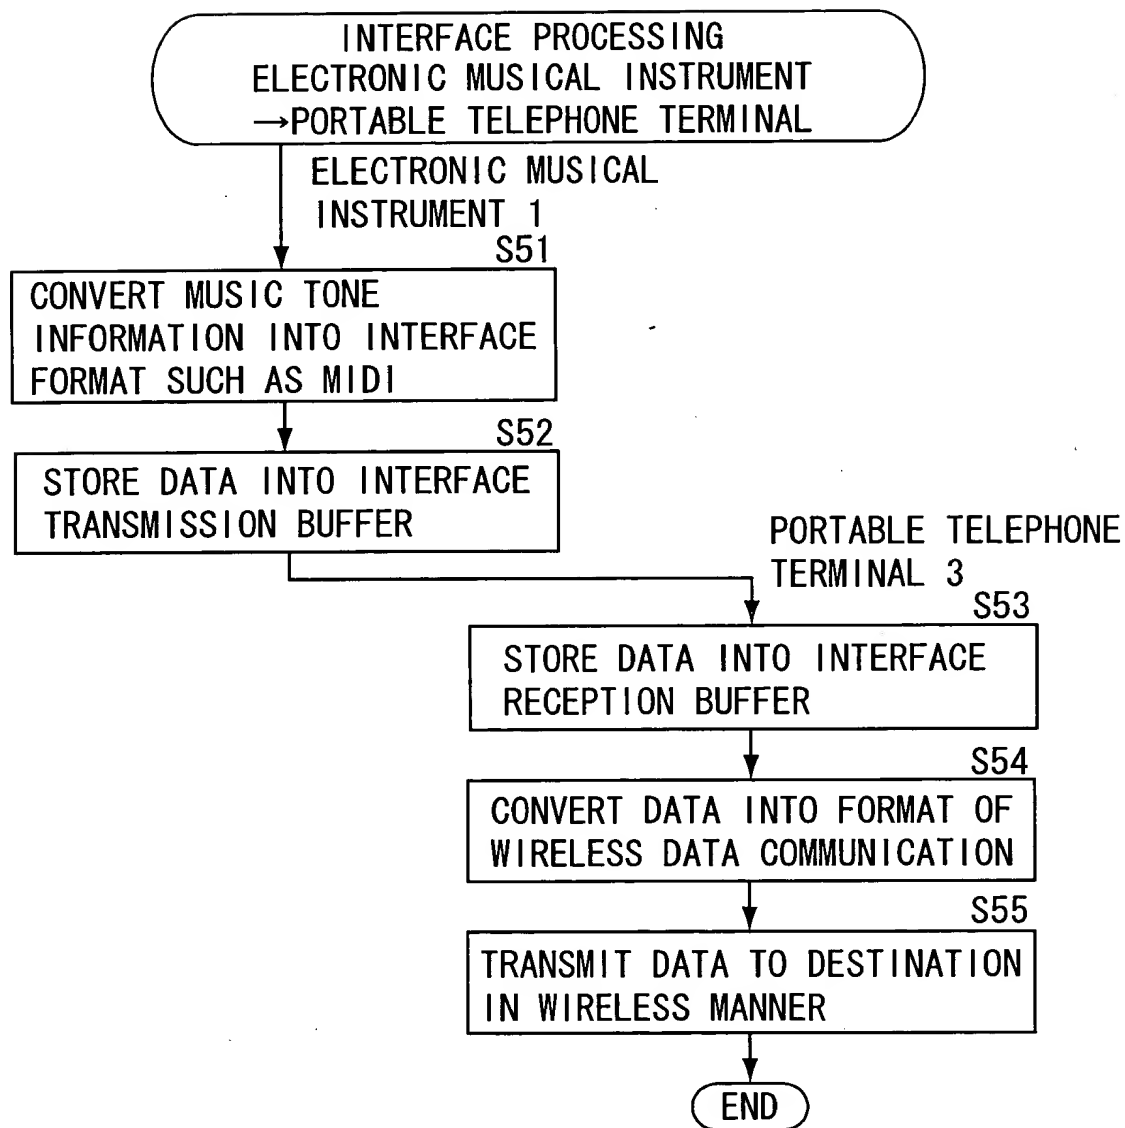 INTERFACE PROCESSING
ELECTRONIC MUSICAL INSTRUMENT
→PORTABLE TELEPHONE TERMINAL
ELECTRONIC MUSICAL
INSTRUMENT 1
S51
CONVERT MUSIC TONE
INFORMATION INTO INTERFACE
FORMAT SUCH AS MIDI
S52
STORE DATA INTO INTERFACE
TRANSMISSION BUFFER
PORTABLE TELEPHONE
TERMINAL 3
S53
STORE DATA INTO INTERFACE
RECEPTION BUFFER
S54
CONVERT DATA INTO FORMAT OF
WIRELESS DATA COMMUNICATION
S55
TRANSMIT DATA TO DESTINATION
IN WIRELESS MANNER
END